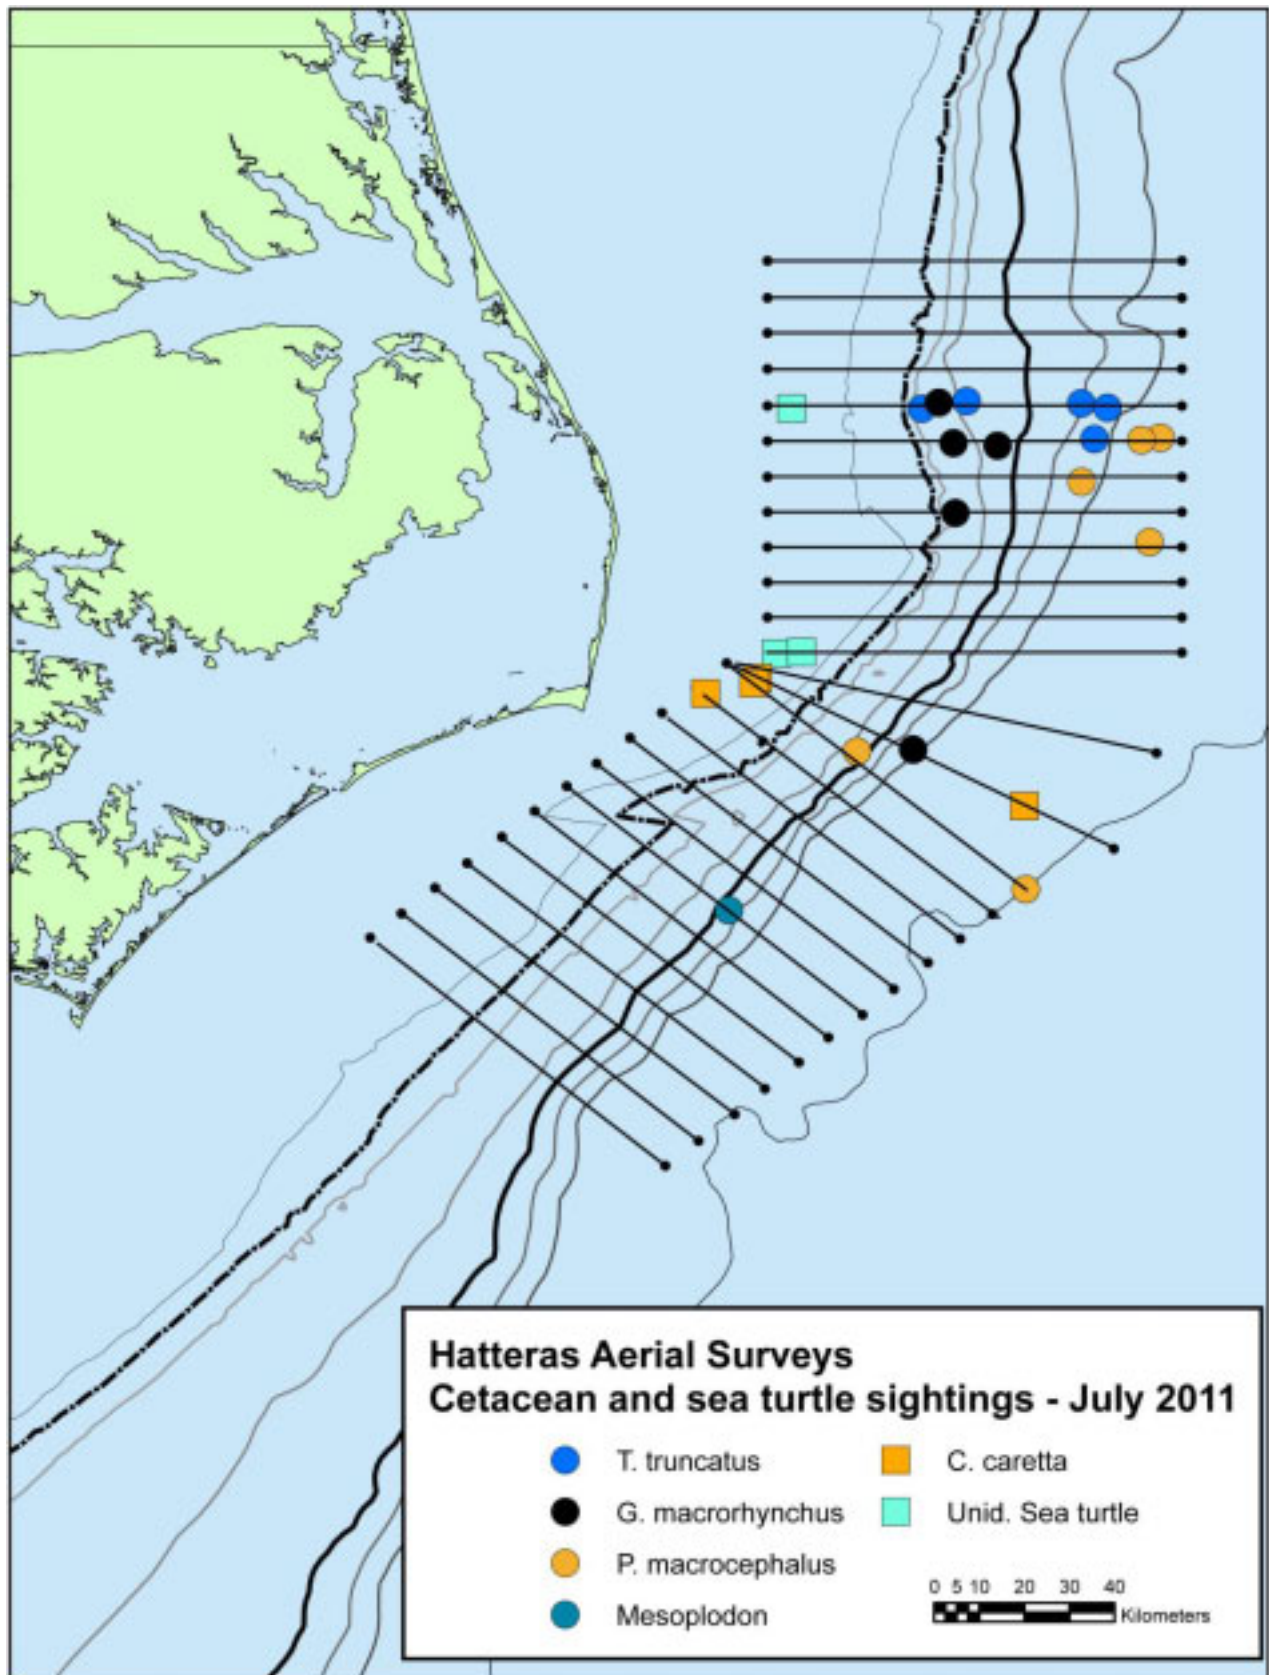 Hatteras Aerial Surveys
Cetacean and sea turtle sightings - July 2011
T. truncatus
G. macrorhynchus
P. macrocephalus
Mesoplodon
C. caretta
Unid. Sea turtle
0 5 10 20 30 40
Kilometers